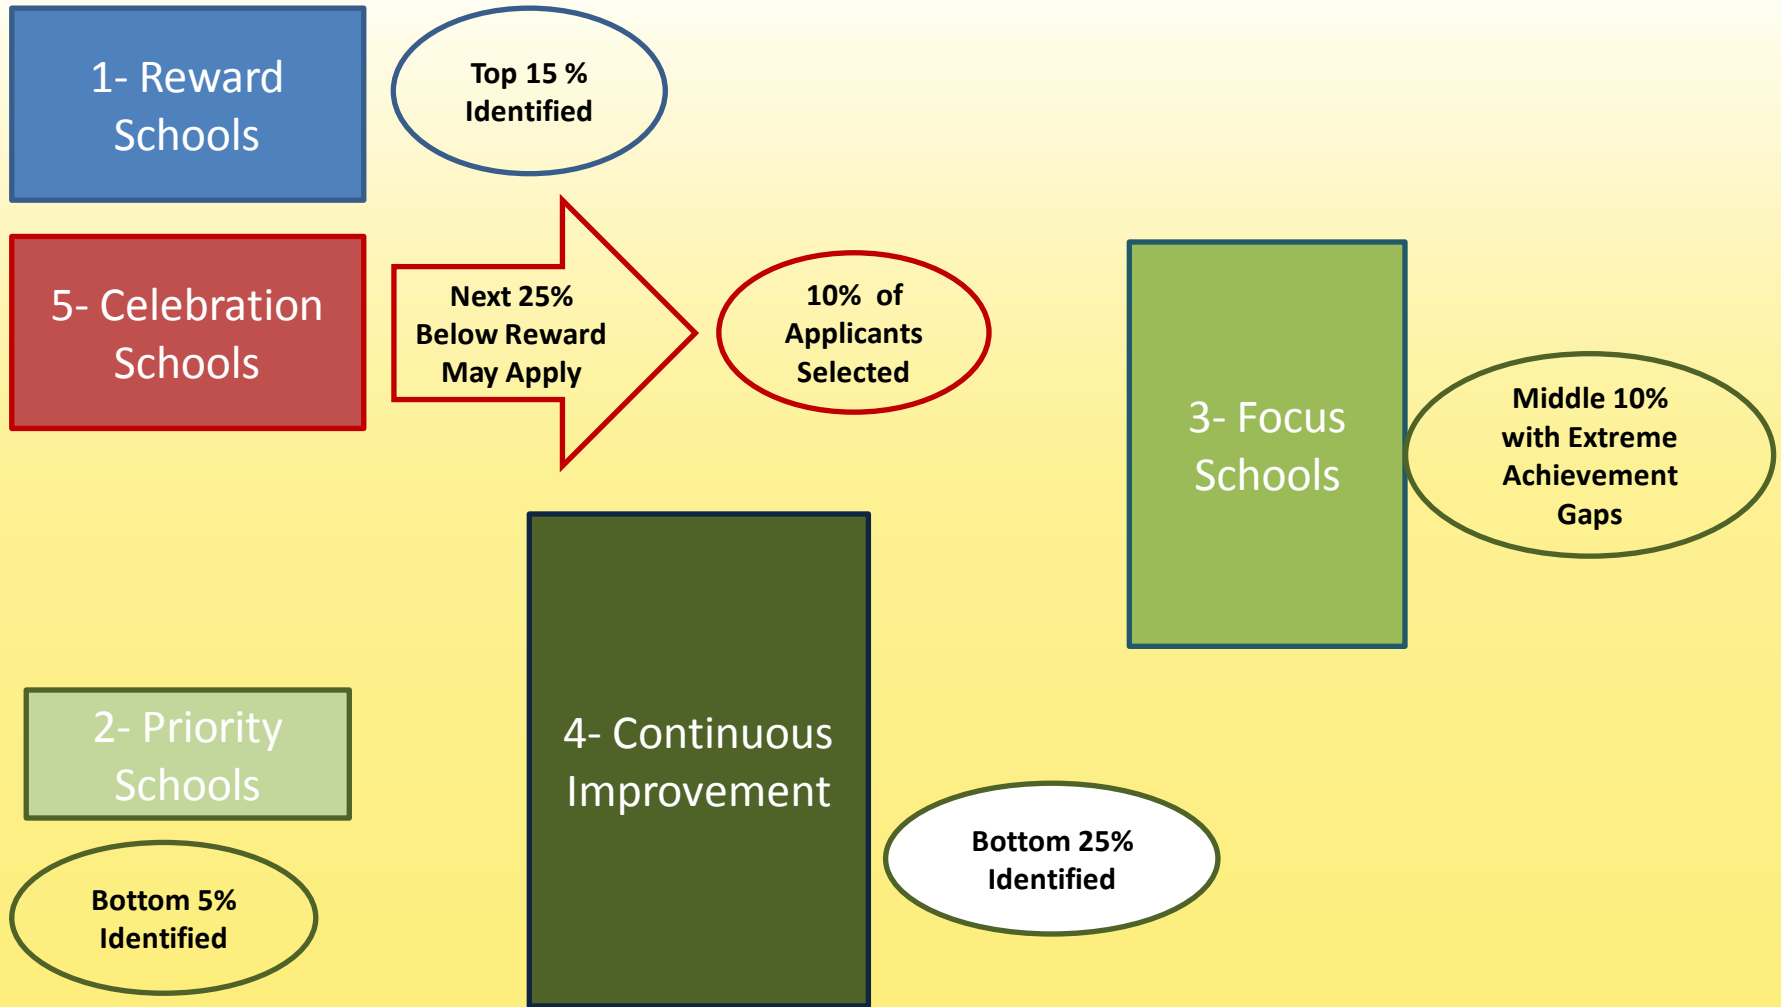 1- Reward
Schools
Top 15 %
Identified
5- Celebration
Schools
Next 25%
Below Reward
May Apply
10% of
Applicants
Selected
3- Focus
Schools
Middle 10%
with Extreme
Achievement
Gaps
2- Priority
Schools
Bottom 5%
Identified
4- Continuous
Improvement
Bottom 25%
Identified